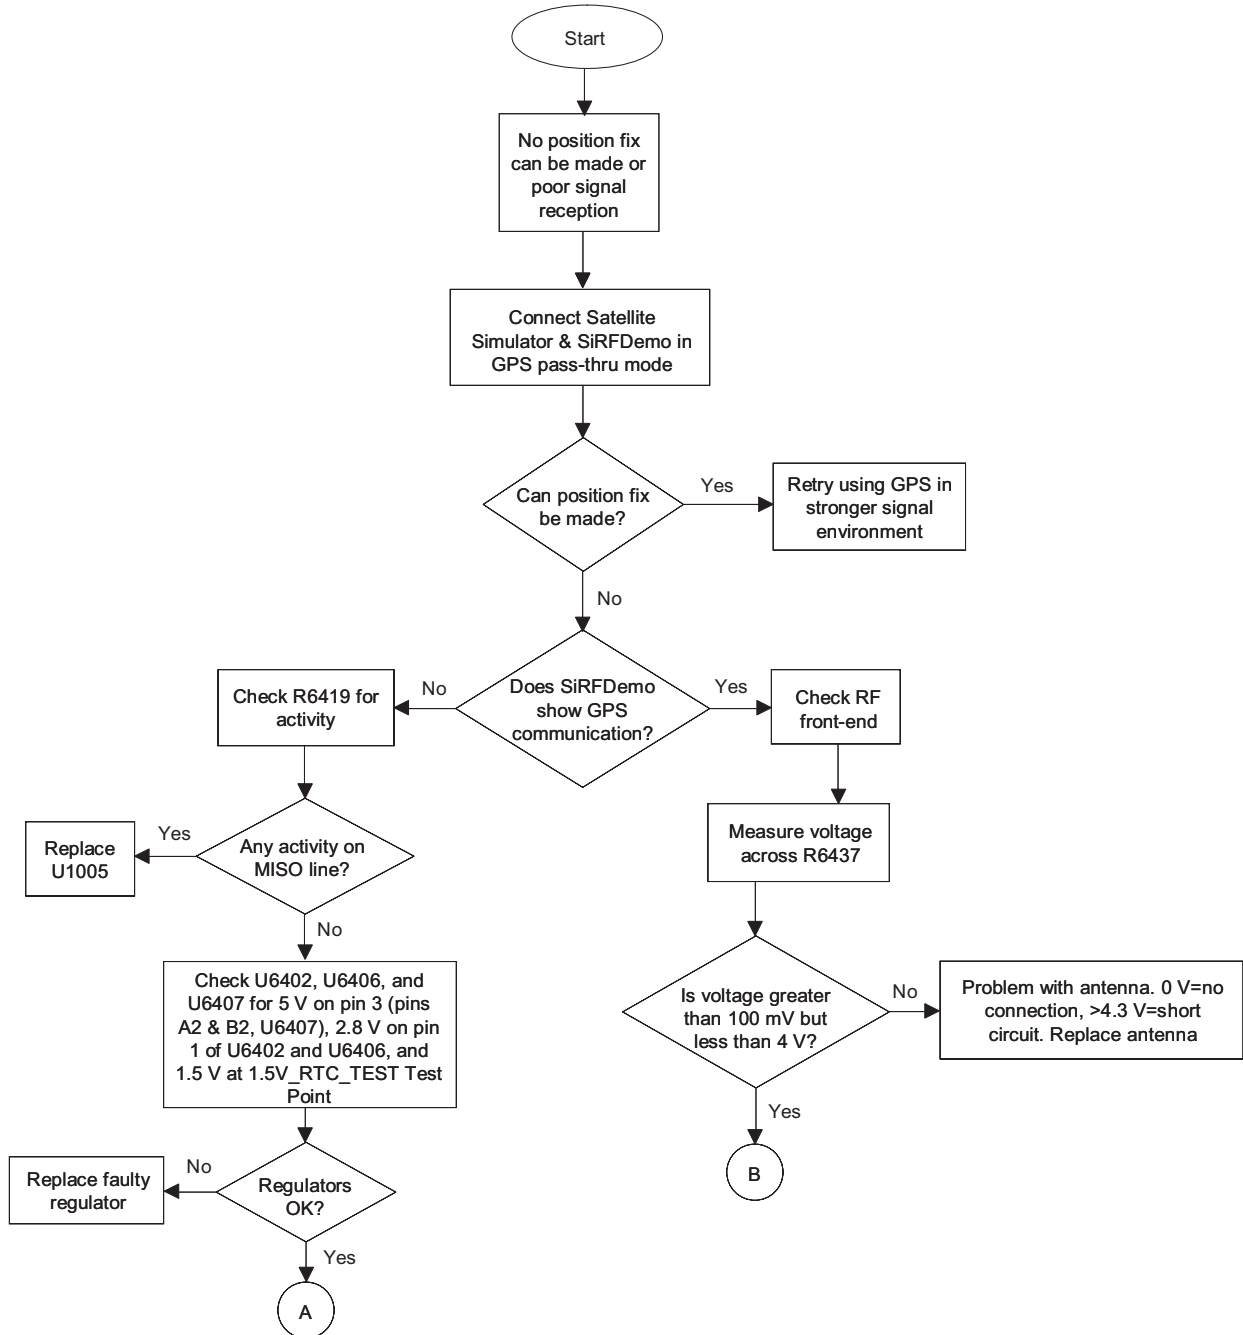 Start
No position fix
can be made or
poor signal
reception
Connect Satellite
Simulator & SiRFDemo in
GPS pass-thru mode
Can position fix
be made?
Yes
Retry using GPS in
stronger signal
environment
No
Does SiRFDemo
show GPS
communication?
No
Check R6419 for
activity
Yes
Check RF
front-end
Any activity on
MISO line?
Yes
Replace
U1005
No
Measure voltage
across R6437
Check U6402, U6406, and
U6407 for 5 V on pin 3 (pins
A2 & B2, U6407), 2.8 V on pin
1 of U6402 and U6406, and
1.5 V at 1.5V_RTC_TEST Test
Point
Is voltage greater
than 100 mV but
less than 4 V?
No
Problem with antenna. 0 V=no
connection, >4.3 V=short
circuit. Replace antenna
Yes
B
Regulators
OK?
No
Replace faulty
regulator
Yes
A